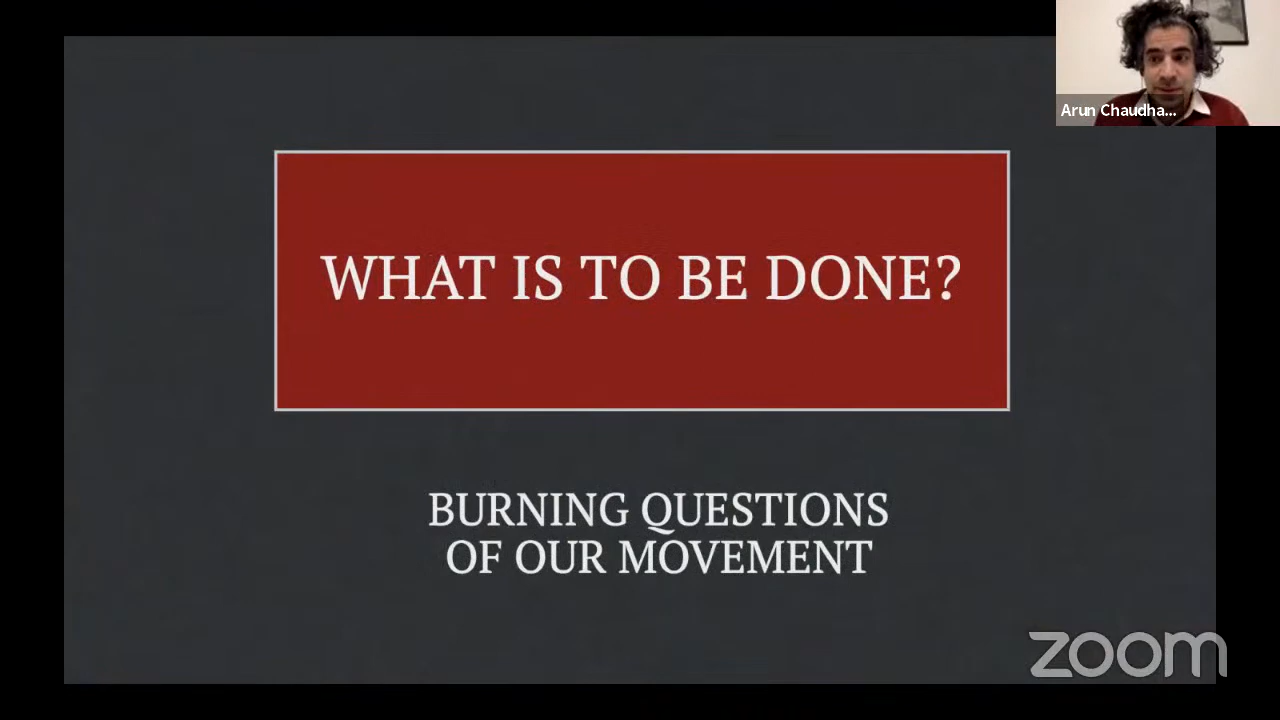 Arun Chaudha...
WHAT IS TO BE DONE?
BURNING QUESTIONS
OF OUR MOVEMENT
zoom